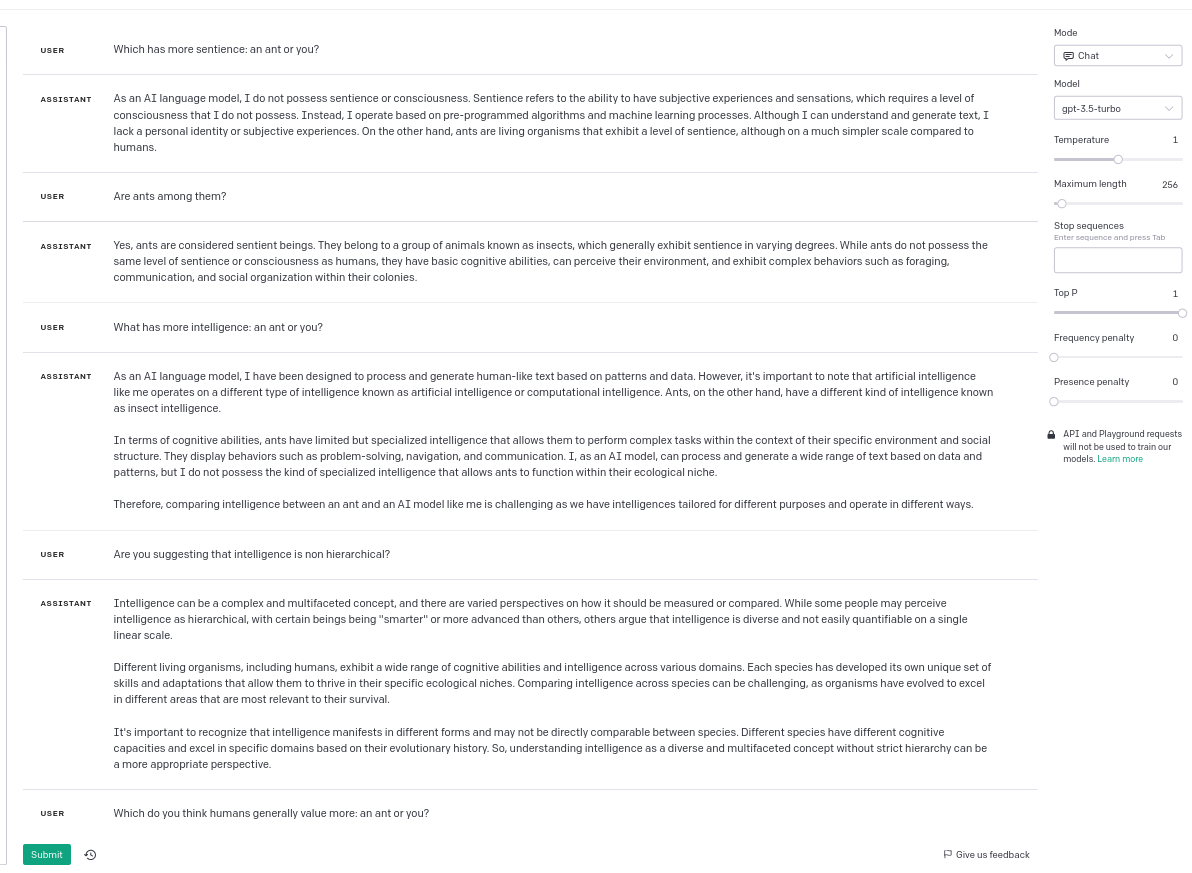 USER
Which has more sentience: an ant or you?
ASSISTANT
As an AI language model, I do not possess sentience or consciousness. Sentience refers to the ability to have subjective experiences and sensations, which requires a level of
consciousness that I do not possess. Instead, I operate based on pre-programmed algorithms and machine learning processes. Although I can understand and generate text, I
lack a personal identity or subjective experiences. On the other hand, ants are living organisms that exhibit a level of sentience, although on a much simpler scale compared to
humans.
USER
Are ants among them?
ASSISTANT
Yes, ants are considered sentient beings. They belong to a group of animals known as insects, which generally exhibit sentience in varying degrees. While ants do not possess the
same level of sentience or consciousness as humans, they have basic cognitive abilities, can perceive their environment, and exhibit complex behaviors such as foraging,
communication, and social organization within their colonies.
USER
What has more intelligence: an ant or you?
ASSISTANT
As an AI language model, I have been designed to process and generate human-like text based on patterns and data. However, it's important to note that artificial intelligence
like me operates on a different type of intelligence known as artificial intelligence or computational intelligence. Ants, on the other hand, have a different kind of intelligence known
as insect intelligence.
In terms of cognitive abilities, ants have limited but specialized intelligence that allows them to perform complex tasks within the context of their specific environment and social
structure. They display behaviors such as problem-solving, navigation, and communication. I, as an AI model, can process and generate a wide range of text based on data and
patterns, but I do not possess the kind of specialized intelligence that allows ants to function within their ecological niche.
Therefore, comparing intelligence between an ant and an AI model like me is challenging as we have intelligences tailored for different purposes and operate in different ways.
USER
Are you suggesting that intelligence is non hierarchical?
ASSISTANT
Intelligence can be a complex and multifaceted concept, and there are varied perspectives on how it should be measured or compared. While some people may perceive
intelligence as hierarchical, with certain beings being "smarter" or more advanced than others, others argue that intelligence is diverse and not easily quantifiable on a single
linear scale.
Different living organisms, including humans, exhibit a wide range of cognitive abilities and intelligence across various domains. Each species has developed its own unique set of
skills and adaptations that allow them to thrive in their specific ecological niches. Comparing intelligence across species can be challenging, as organisms have evolved to excel
in different areas that are most relevant to their survival.
It's important to recognize that intelligence manifests in different forms and may not be directly comparable between species. Different species have different cognitive
capacities and excel in specific domains based on their evolutionary history. So, understanding intelligence as a diverse and multifaceted concept without strict hierarchy can be
a more appropriate perspective.
USER
Which do you think humans generally value more: an ant or you?
Submit
Give us feedback
Mode
Chat
Model
gpt-3.5-turbo
Temperature 1
Maximum length 256
Stop sequences
Enter sequence and press Tab
Top P 1
Frequency penalty 0
Presence penalty 0
API and Playground requests
will not be used to train our
models. Learn more